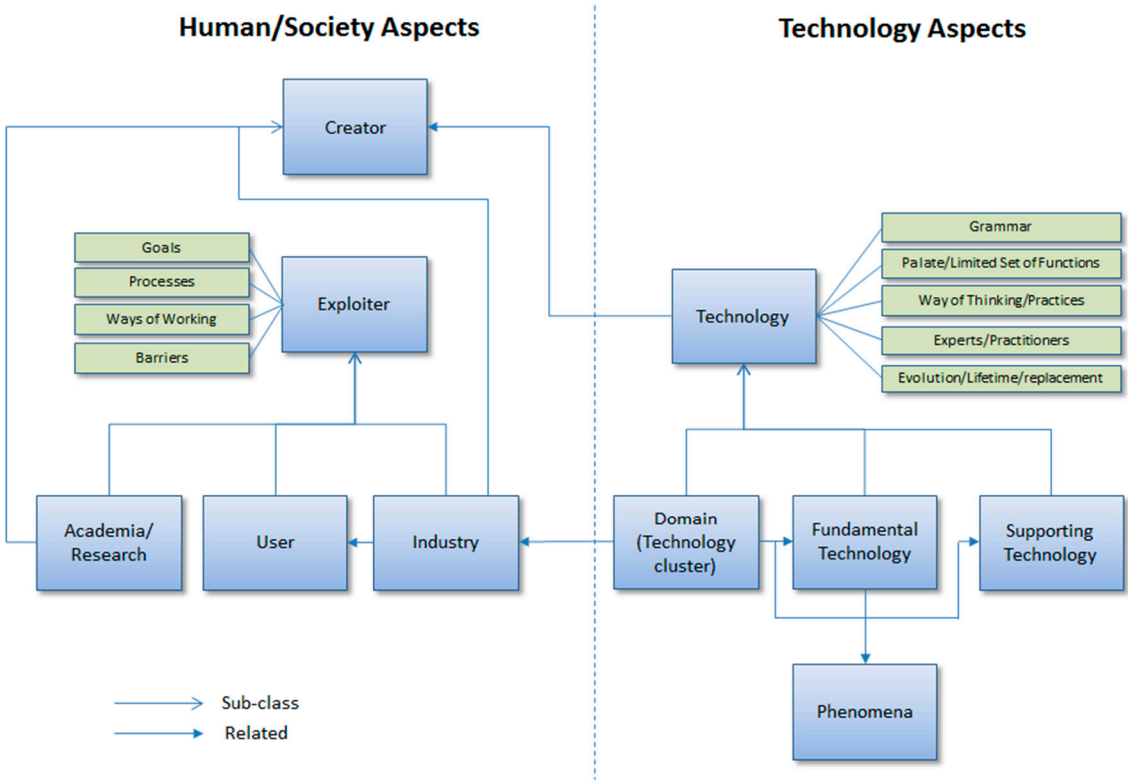 Human/Society Aspects
Technology Aspects
Creator
Goals
Processes
Ways of Working
Barriers
Exploiter
Technology
Grammar
Palate/Limited Set of Functions
Way of Thinking/Practices
Experts/Practitioners
Evolution/Lifetime/replacement
Academia/
Research
User
Industry
Domain
(Technology
cluster)
Fundamental
Technology
Supporting
Technology
Phenomena
Sub-class
Related